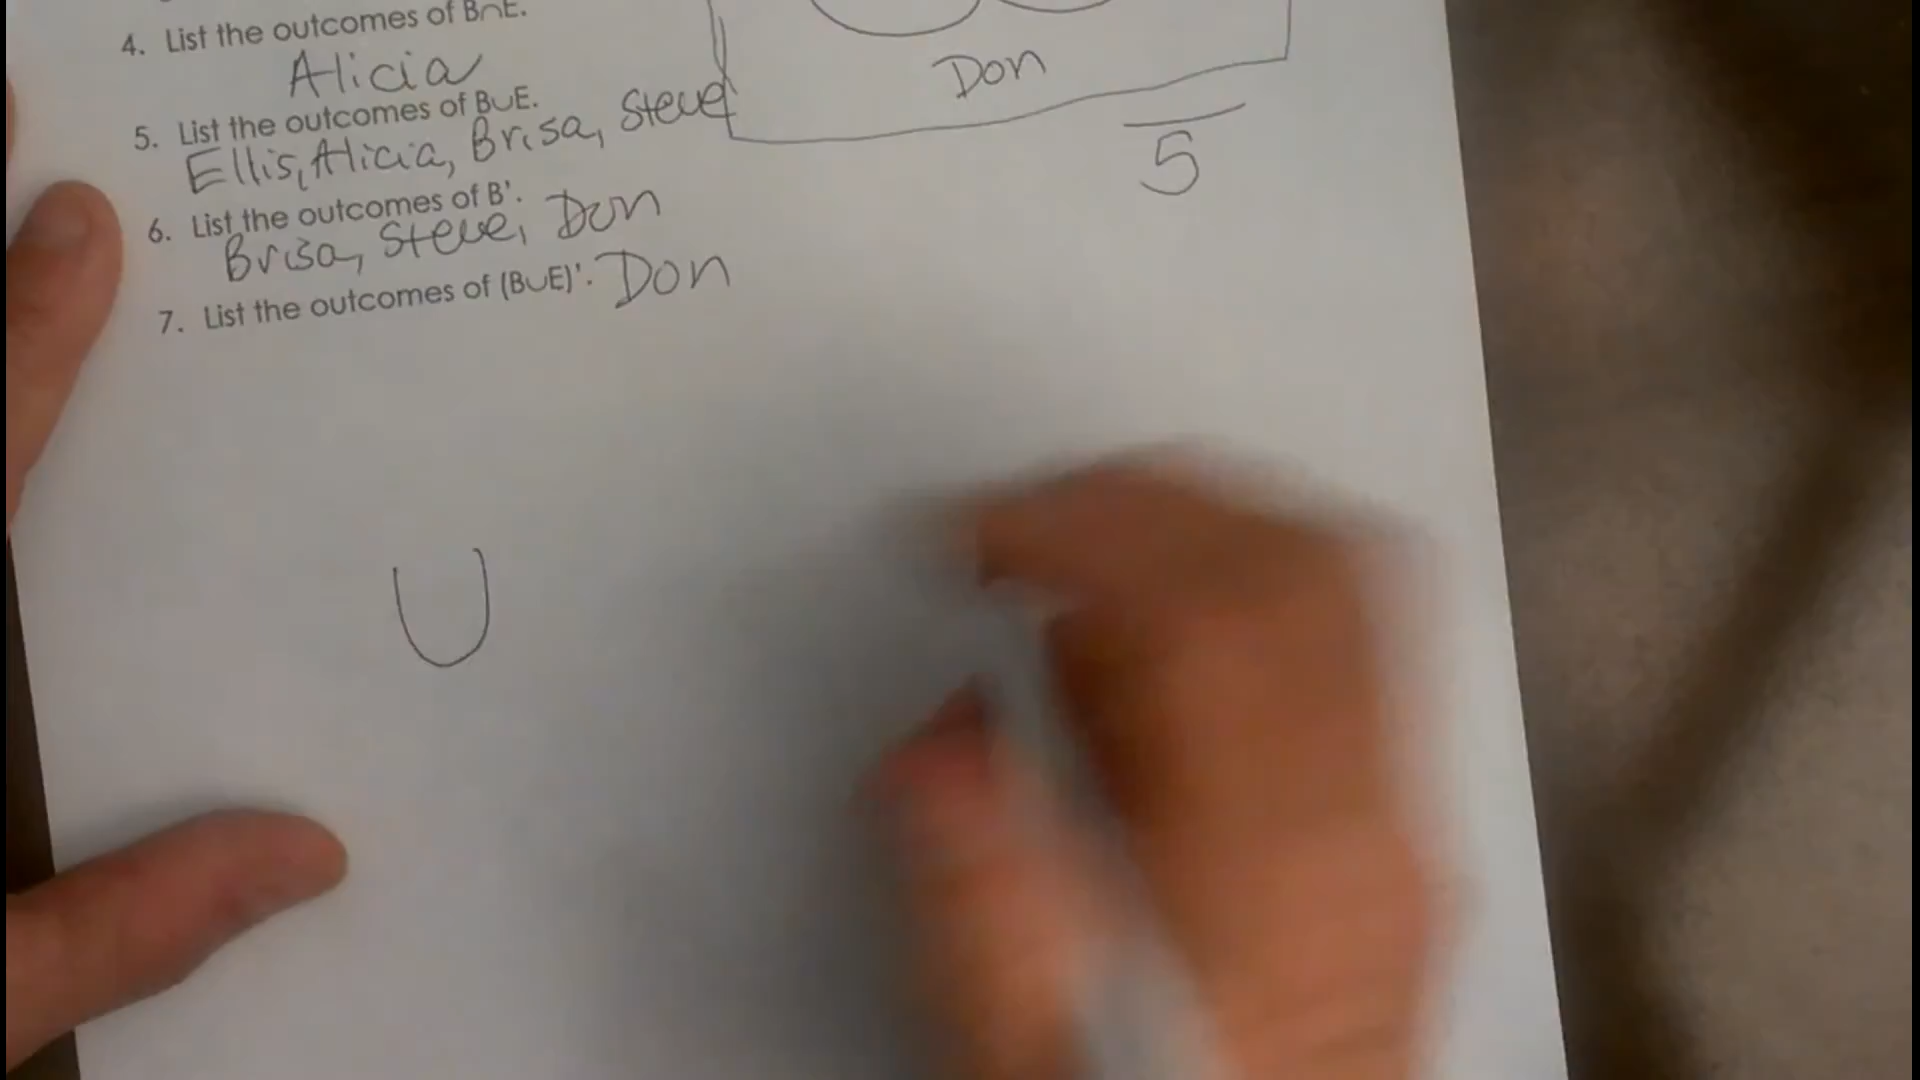 4. List the outcomes of B∩E.
Alicia
Don
5. List the outcomes of B∪E.
Ellis, Alicia, Brisa, Steve
5
6. List the outcomes of B'.
Brisa, Steve, Don
7. List the outcomes of (B∪E)'. Don
U